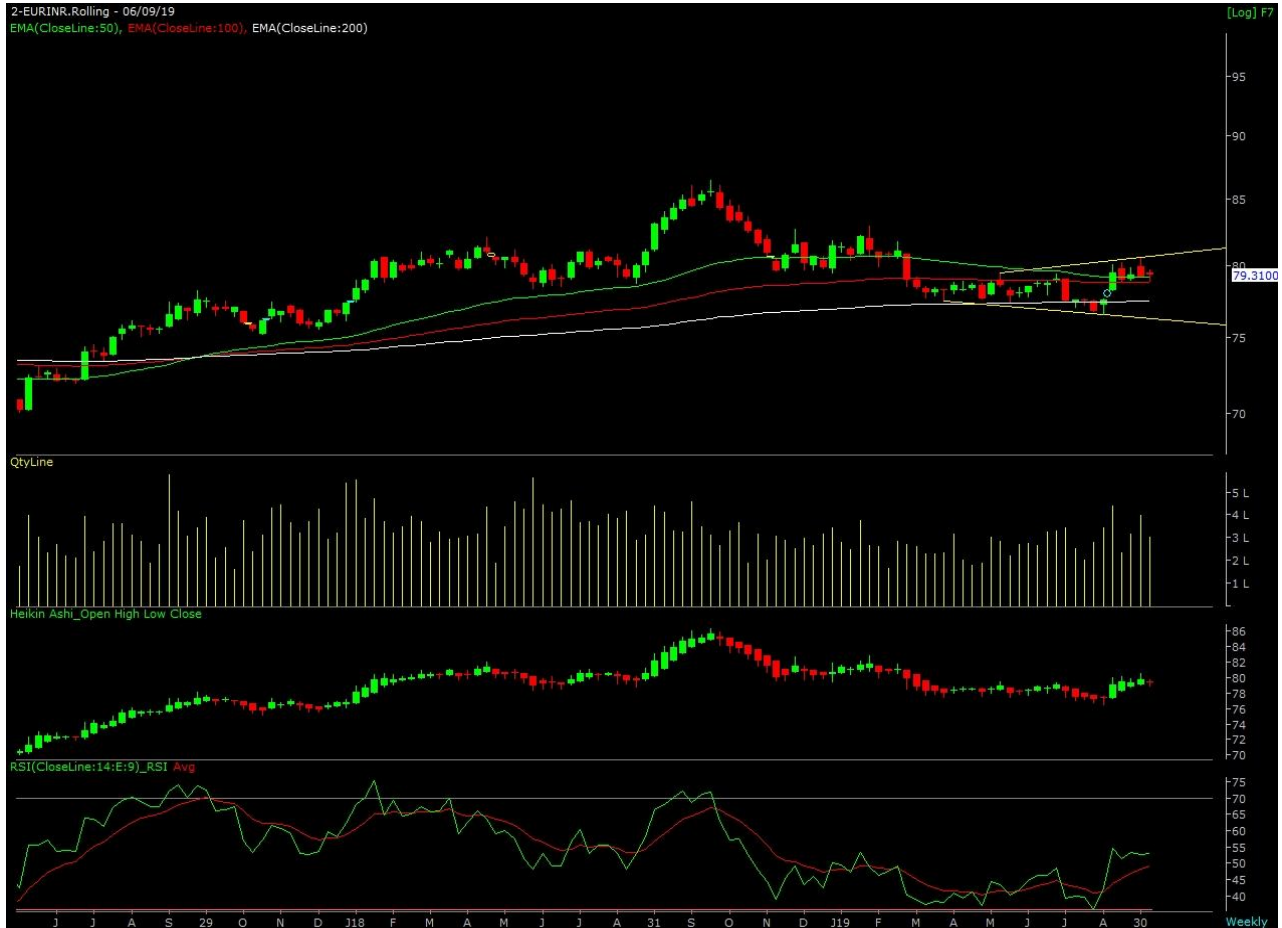 2-EURINR.Rolling - 06/09/19
[Log] F7
EMA(CloseLine:50), EMA(CloseLine:100), EMA(CloseLine:200)
95
90
85
80
79.3100
75
70
QtyLine
5 L
4 L
3 L
2 L
1 L
Heikin Ashi_Open High Low Close
86
84
82
80
78
76
74
72
70
RSI(CloseLine:14:E:9)_RSI Avg
75
70
65
60
55
50
45
40
J J A S 29 O N D J18 F M A M J J A 31 S O N D J19 F M A M J J A 30
Weekly